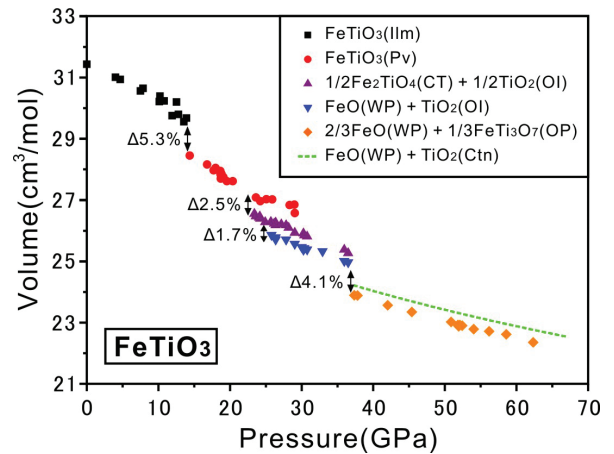 Volume(cm³/mol)
33
31
29
27
25
23
21
FeTiO₃(Ilm)
FeTiO₃(Pv)
1/2Fe₂TiO₄(CT) + 1/2TiO₂(OI)
FeO(WP) + TiO₂(OI)
2/3FeO(WP) + 1/3FeTi₃O₇(OP)
FeO(WP) + TiO₂(Ctn)
Δ5.3%
Δ2.5%
Δ1.7%
Δ4.1%
FeTiO₃
0 10 20 30 40 50 60 70
Pressure(GPa)